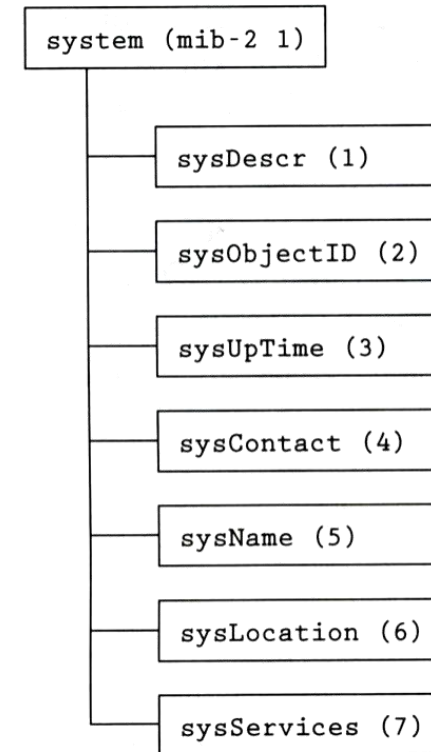 system (mib-2 1)
sysDescr (1)
sysObjectID (2)
sysUpTime (3)
sysContact (4)
sysName (5)
sysLocation (6)
sysServices (7)